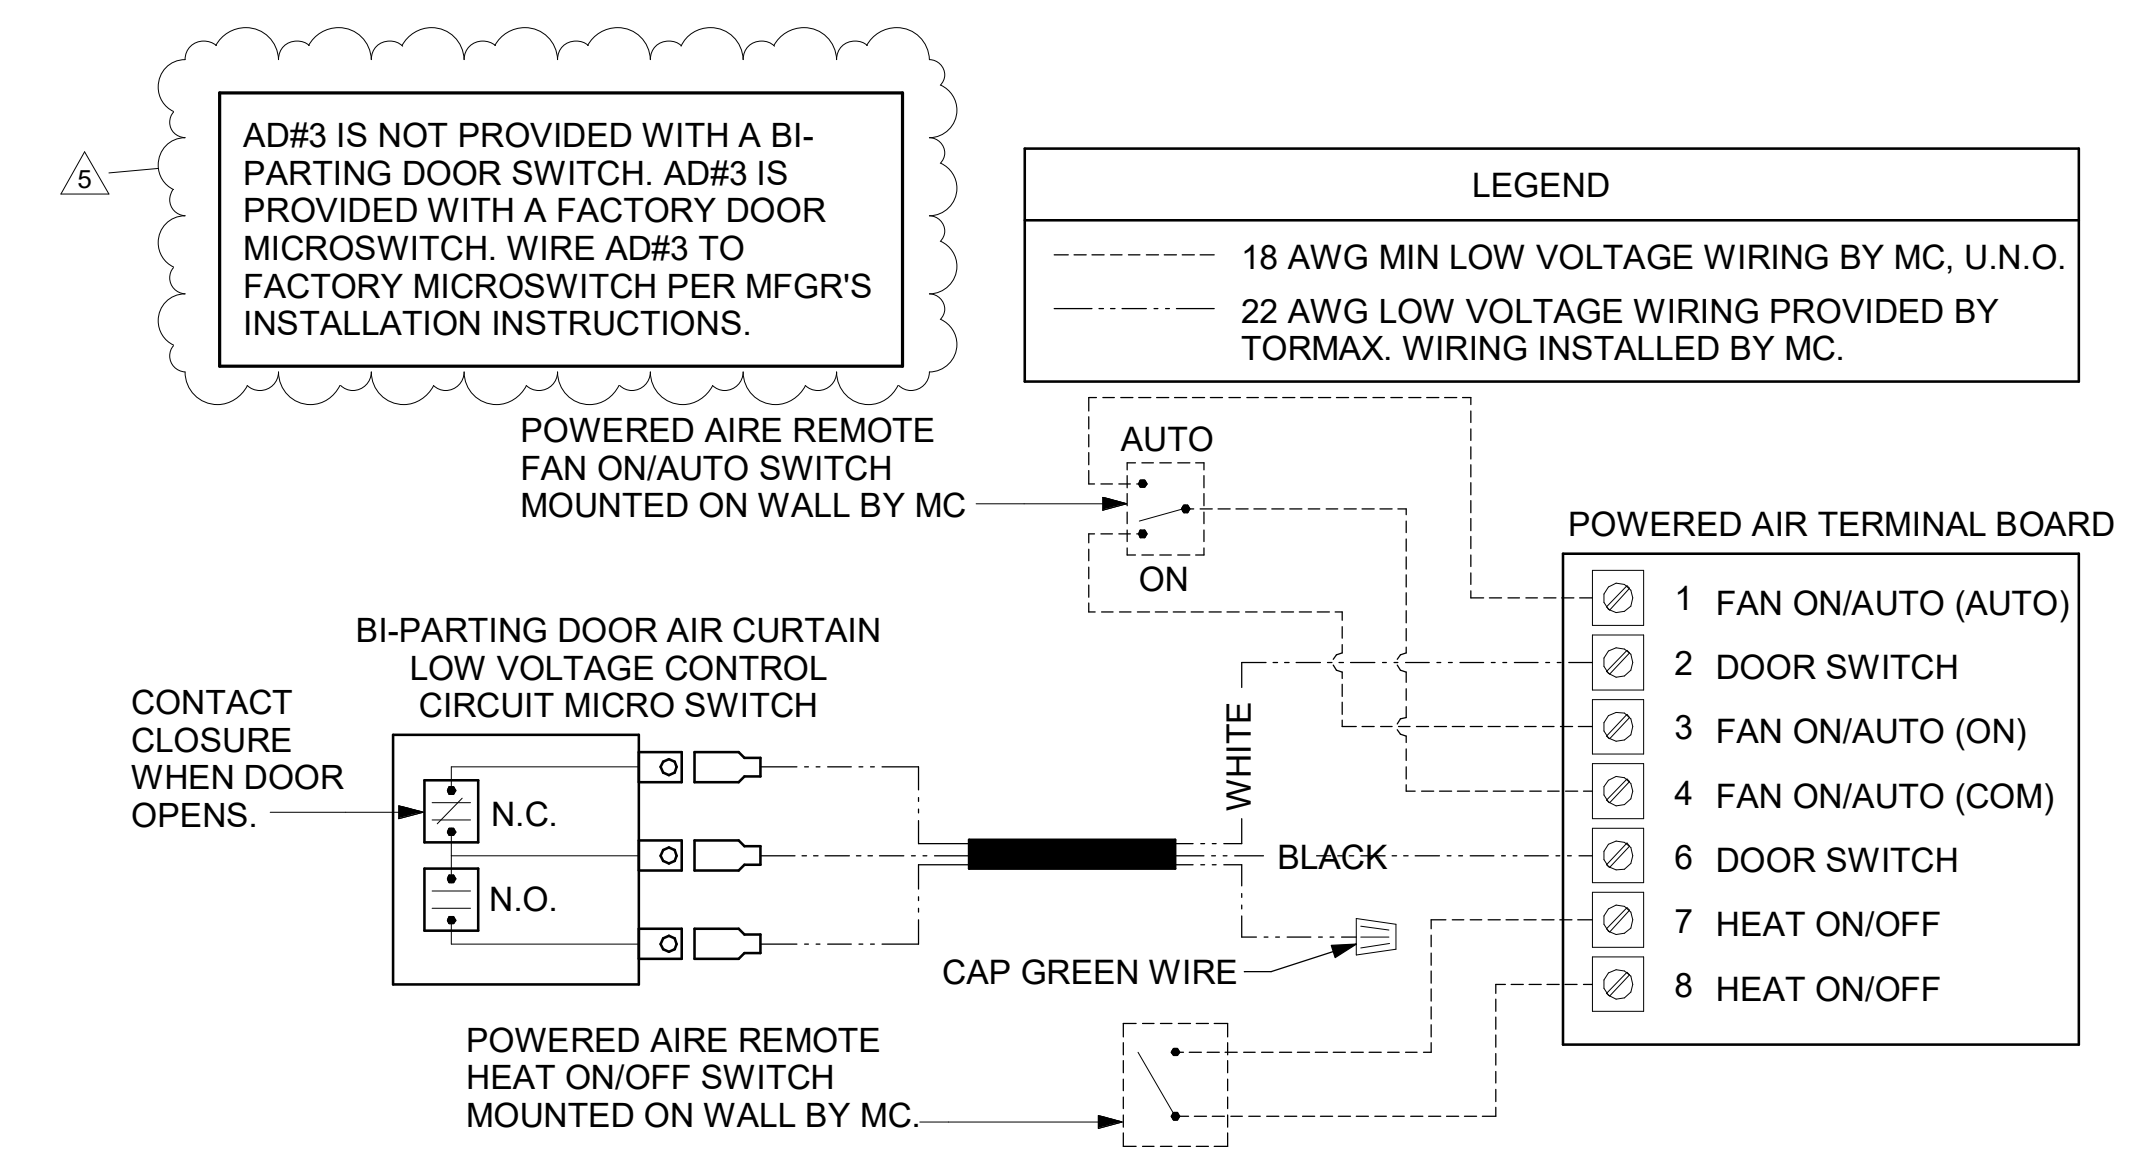 AD#3 IS NOT PROVIDED WITH A BI-
PARTING DOOR SWITCH. AD#3 IS
PROVIDED WITH A FACTORY DOOR
MICROSWITCH. WIRE AD#3 TO
FACTORY MICROSWITCH PER MFGR'S
INSTALLATION INSTRUCTIONS.
5
LEGEND
18 AWG MIN LOW VOLTAGE WIRING BY MC, U.N.O.
22 AWG LOW VOLTAGE WIRING PROVIDED BY
TORMAX. WIRING INSTALLED BY MC.
POWERED AIRE REMOTE
FAN ON/AUTO SWITCH
MOUNTED ON WALL BY MC
AUTO
ON
POWERED AIR TERMINAL BOARD
1 FAN ON/AUTO (AUTO)
2 DOOR SWITCH
3 FAN ON/AUTO (ON)
4 FAN ON/AUTO (COM)
6 DOOR SWITCH
7 HEAT ON/OFF
8 HEAT ON/OFF
BI-PARTING DOOR AIR CURTAIN
LOW VOLTAGE CONTROL
CIRCUIT MICRO SWITCH
CONTACT
CLOSURE
WHEN DOOR
OPENS.
N.C.
N.O.
WHITE
BLACK
CAP GREEN WIRE
POWERED AIRE REMOTE
HEAT ON/OFF SWITCH
MOUNTED ON WALL BY MC.